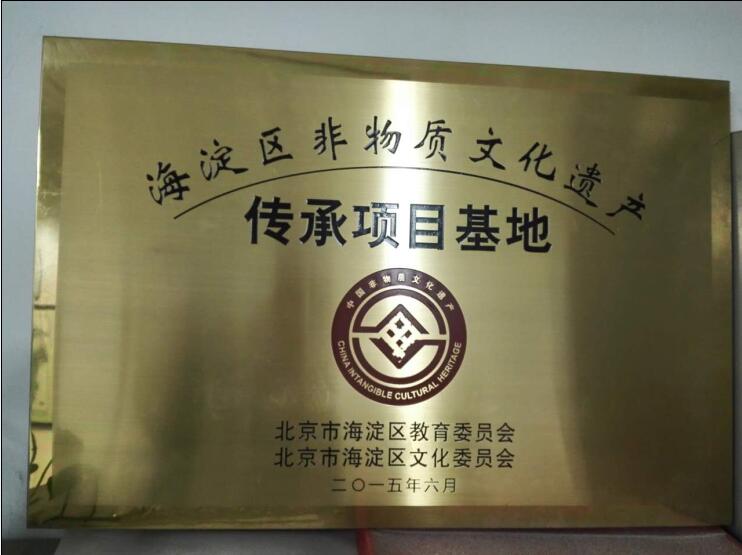 海淀区非物质文化遗产
传承项目基地
中国非物质文化遗产
CHINA INTANGIBLE CULTURAL HERITAGE
北京市海淀区教育委员会
北京市海淀区文化委员会
二〇一五年六月